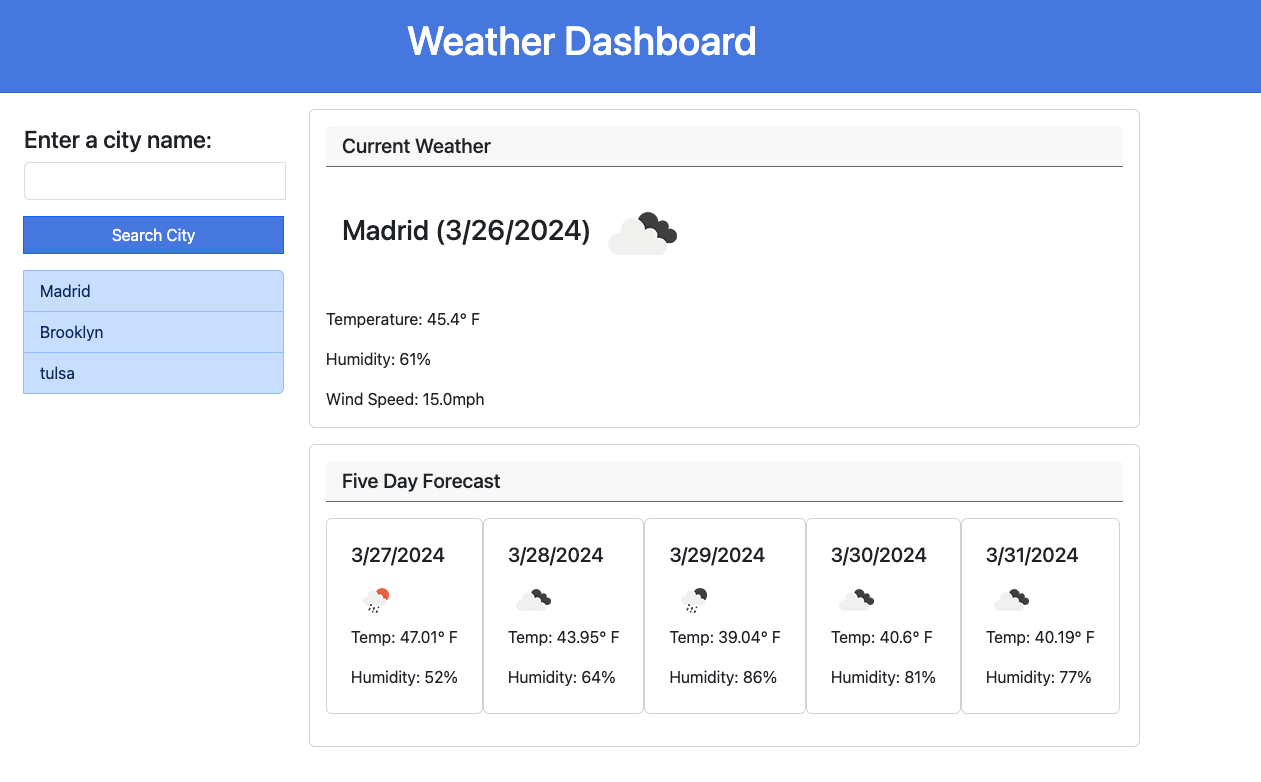 Weather Dashboard
Enter a city name:
Search City
Madrid
Brooklyn
tulsa
Current Weather
Madrid (3/26/2024)
Temperature: 45.4° F
Humidity: 61%
Wind Speed: 15.0mph
Five Day Forecast
3/27/2024
Temp: 47.01° F
Humidity: 52%
3/28/2024
Temp: 43.95° F
Humidity: 64%
3/29/2024
Temp: 39.04° F
Humidity: 86%
3/30/2024
Temp: 40.6° F
Humidity: 81%
3/31/2024
Temp: 40.19° F
Humidity: 77%